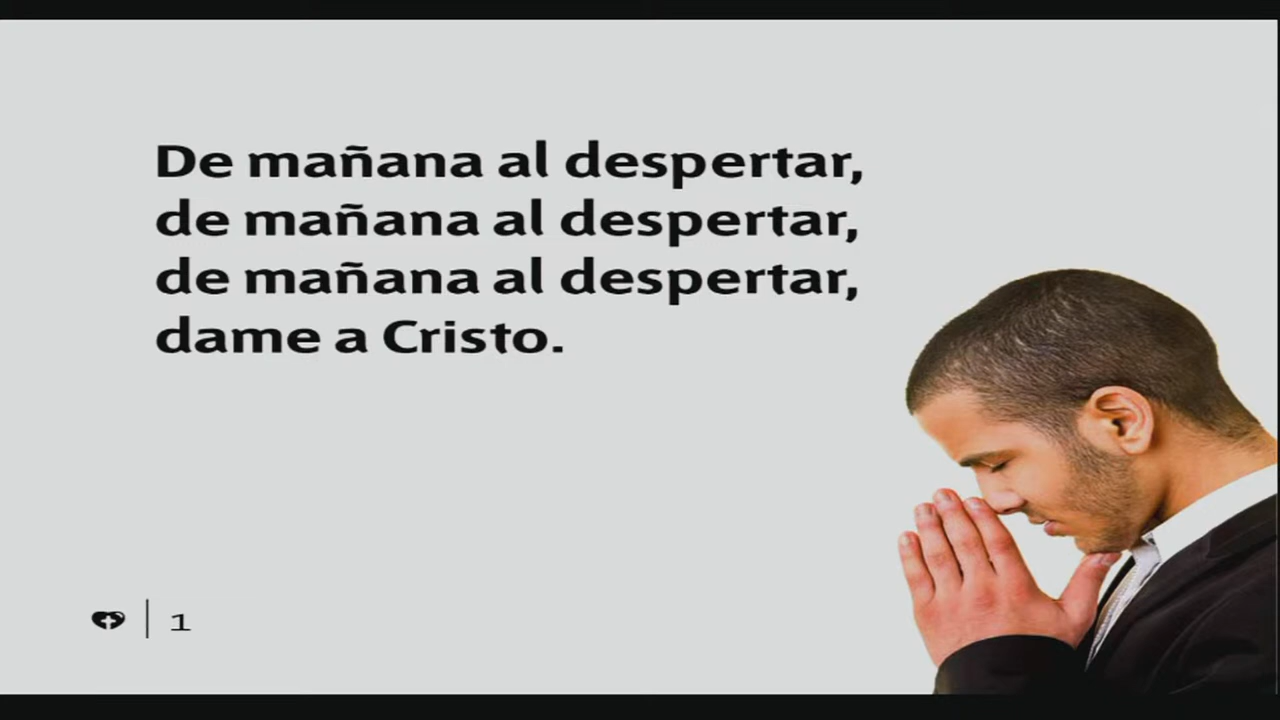 De mañana al despertar,
de mañana al despertar,
de mañana al despertar,
dame a Cristo.
1